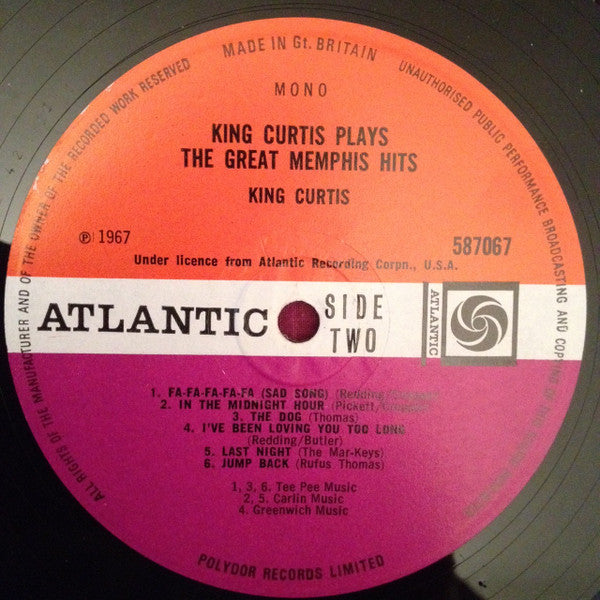 MADE IN Gt. BRITAIN
ALL RIGHTS OF THE MANUFACTURER AND OF THE OWNER OF THE RECORDED WORK RESERVED
UNAUTHORISED PUBLIC PERFORMANCE BROADCASTING AND COPYING OF
MONO
KING CURTIS PLAYS
THE GREAT MEMPHIS HITS
KING CURTIS
℗ 1967
587067
Under licence from Atlantic Recording Corpn., U.S.A.
ATLANTIC
SIDE
TWO
ATLANTIC
1. FA-FA-FA-FA-FA (SAD SONG) (Redding/
2. IN THE MIDNIGHT HOUR (Pickett/
3. THE DOG (Thomas)
4. I'VE BEEN LOVING YOU TOO LONG
(Redding/Butler)
5. LAST NIGHT (The Mar-Keys)
6. JUMP BACK (Rufus Thomas)
1, 3, 6. Tee Pee Music
2, 5. Carlin Music
4. Greenwich Music
POLYDOR RECORDS LIMITED